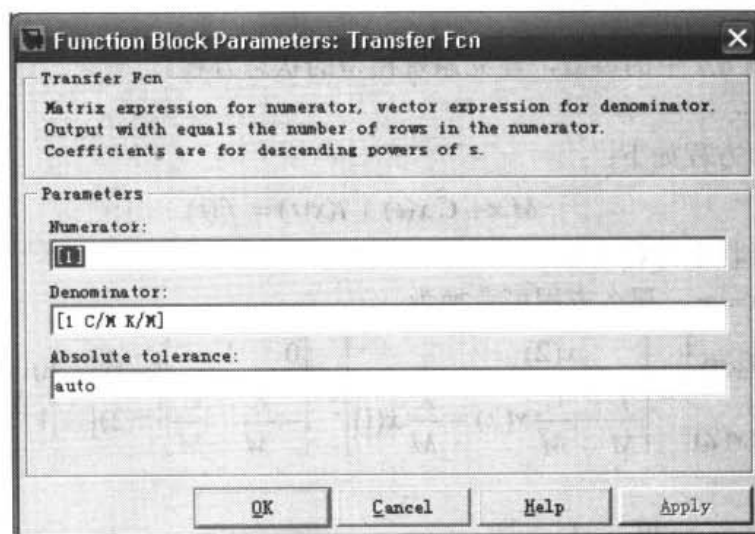 Function Block Parameters: Transfer Fcn
Transfer Fcn
Matrix expression for numerator, vector expression for denominator.
Output width equals the number of rows in the numerator.
Coefficients are for descending powers of s.
Parameters
Numerator:
[1]
Denominator:
[1 C/M K/M]
Absolute tolerance:
auto
OK
Cancel
Help
Apply